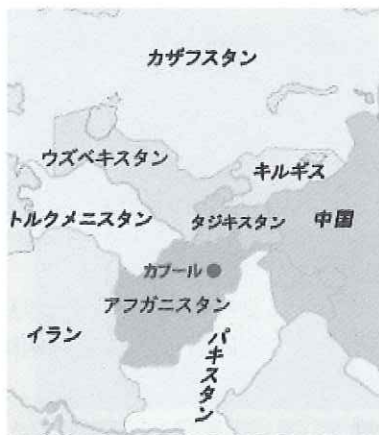 カザフスタン
ウズベキスタン
キルギス
トルクメニスタン
タジキスタン
中国
カブール
アフガニスタン
イラン
パキスタン